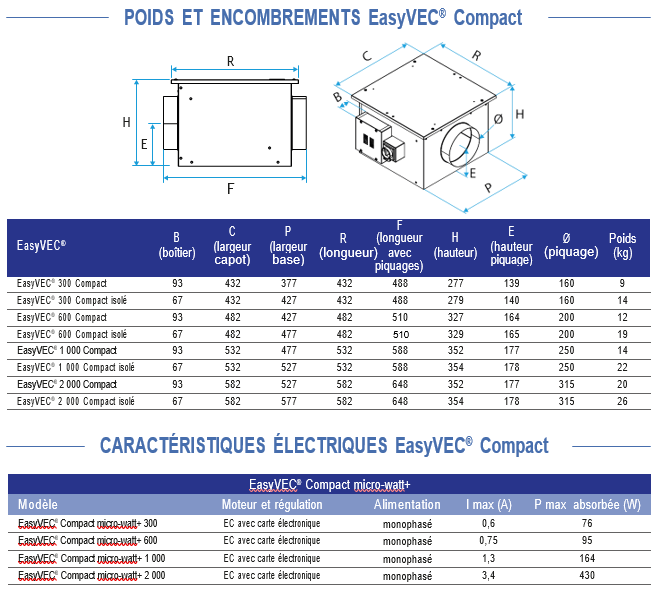 POIDS ET ENCOMBREMENTS EasyVEC® Compact
R
H
E
F
C
R
B
Ø
H
E
P
EasyVEC® B (boîtier) C (largeur capot) P (largeur base) R (longueur) F (longueur avec piquages) H (hauteur) E (hauteur piquage) Ø (piquage) Poids (kg)
EasyVEC® 300 Compact 93 432 377 432 488 277 139 160 9
EasyVEC® 300 Compact isolé 67 432 427 432 488 279 140 160 14
EasyVEC® 600 Compact 93 482 427 482 510 327 164 200 12
EasyVEC® 600 Compact isolé 67 482 477 482 510 329 165 200 19
EasyVEC® 1 000 Compact 93 532 477 532 588 352 177 250 14
EasyVEC® 1 000 Compact isolé 67 532 527 532 588 354 178 250 22
EasyVEC® 2 000 Compact 93 582 527 582 648 352 177 315 20
EasyVEC® 2 000 Compact isolé 67 582 577 582 648 354 178 315 26
CARACTÉRISTIQUES ÉLECTRIQUES EasyVEC® Compact
EasyVEC® Compact micro-watt+
Modèle Moteur et régulation Alimentation I max (A) P max absorbée (W)
EasyVEC® Compact micro-watt+ 300 EC avec carte électronique monophasé 0,6 76
EasyVEC® Compact micro-watt+ 600 EC avec carte électronique monophasé 0,75 95
EasyVEC® Compact micro-watt+ 1 000 EC avec carte électronique monophasé 1,3 164
EasyVEC® Compact micro-watt+ 2 000 EC avec carte électronique monophasé 3,4 430